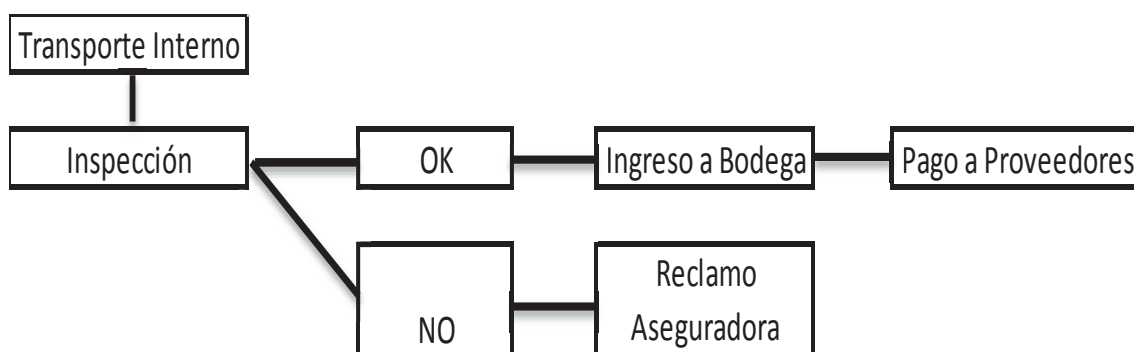 Transporte Interno
Inspección
OK
Ingreso a Bodega
Pago a Proveedores
NO
Reclamo
Aseguradora